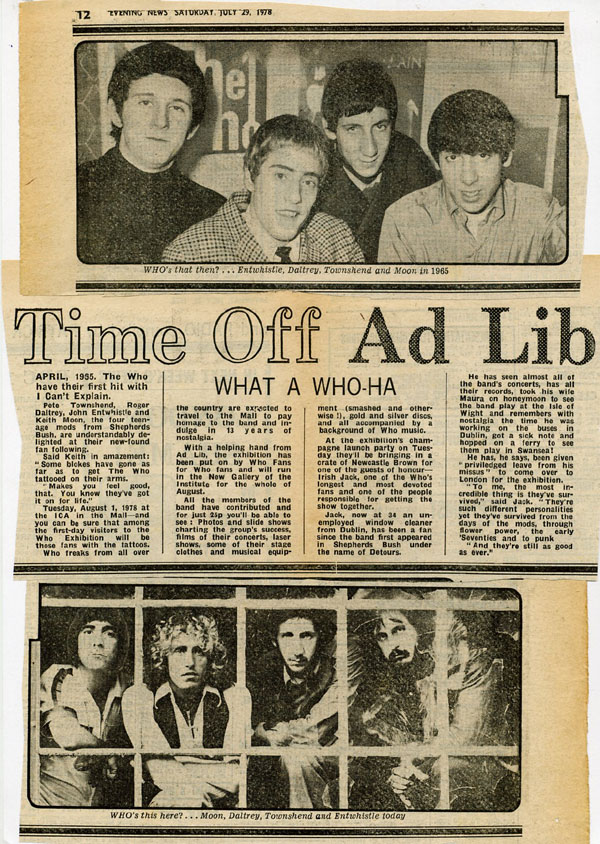 12 EVENING NEWS SATURDAY JULY 29, 1978
WHO's that then? . . . Entwhistle, Daltrey, Townshend and Moon in 1965
Time Off Ad Lib
WHAT A WHO-HA
APRIL, 1965. The Who
have their first hit with
I Can't Explain.
Pete Townshend, Roger
Daltrey, John Entwhistle and
Keith Moon, the four teen-
age mods from Shepherds
Bush, are understandably de-
lighted at their new-found
fan following.
Said Keith in amazement:
"Some blokes have gone as
far as to get The Who
tattooed on their arms.
"Makes you feel good,
that. You know they've got
it on for life."
Tuesday, August 1, 1978 at
the ICA in the Mall—and
you can be sure that among
the first-day visitors to the
Who Exhibition will be
those fans with the tattoos.
Who freaks from all over
the country are expected to
travel to the Mall to pay
homage to the band and in-
dulge in 13 years of
nostalgia.
With a helping hand from
Ad Lib, the exhibition has
been put on by Who Fans
for Who fans and will run
in the New Gallery of the
Institute for the whole of
August.
All the members of the
band have contributed and
for just 25p you'll be able to
see: Photos and slide shows
charting the group's success,
films of their concerts, laser
shows, some of their stage
clothes and musical equip-
ment (smashed and other-
wise!), gold and silver discs,
and all accompanied by a
background of Who music.
At the exhibition's cham-
pagne launch party on Tues-
day they'll be bringing in a
crate of Newcastle Brown for
one of the guests of honour—
Irish Jack, one of the Who's
longest and most devoted
fans and one of the people
responsible for getting the
show together.
Jack, now at 34 an un-
employed window cleaner
from Dublin, has been a fan
since the band first appeared
in Shepherds Bush under
the name of Detours.
He has seen almost all of
the band's concerts, has all
their records, took his wife
Maura on honeymoon to see
the band play at the Isle of
Wight and remembers with
nostalgia the time he was
working on the buses in
Dublin, got a sick note and
hopped on a ferry to see
them play in Swansea!
He has, he says, been given
"priviledged leave from his
missus" to come over to
London for the exhibition.
"To me, the most in-
credible thing is they've sur-
vived," said Jack. "They're
such different personalities
yet they've survived from the
days of the mods, through
flower power, the early
'Seventies and to punk
"And they're still as good
as ever."
WHO's this here? . . . Moon, Daltrey, Townshend and Entwhistle today